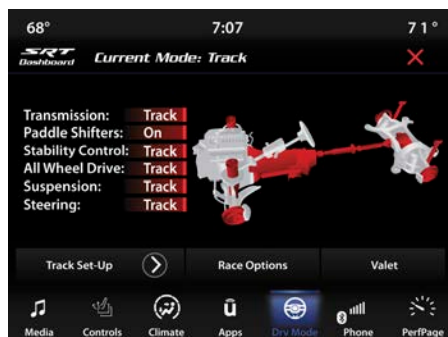 68° 7:07 71°
SRT Dashboard Current Mode: Track
Transmission: Track
Paddle Shifters: On
Stability Control: Track
All Wheel Drive: Track
Suspension: Track
Steering: Track
Track Set-Up Race Options Valet
Media Controls Climate Apps Drv Mode Phone PerfPage